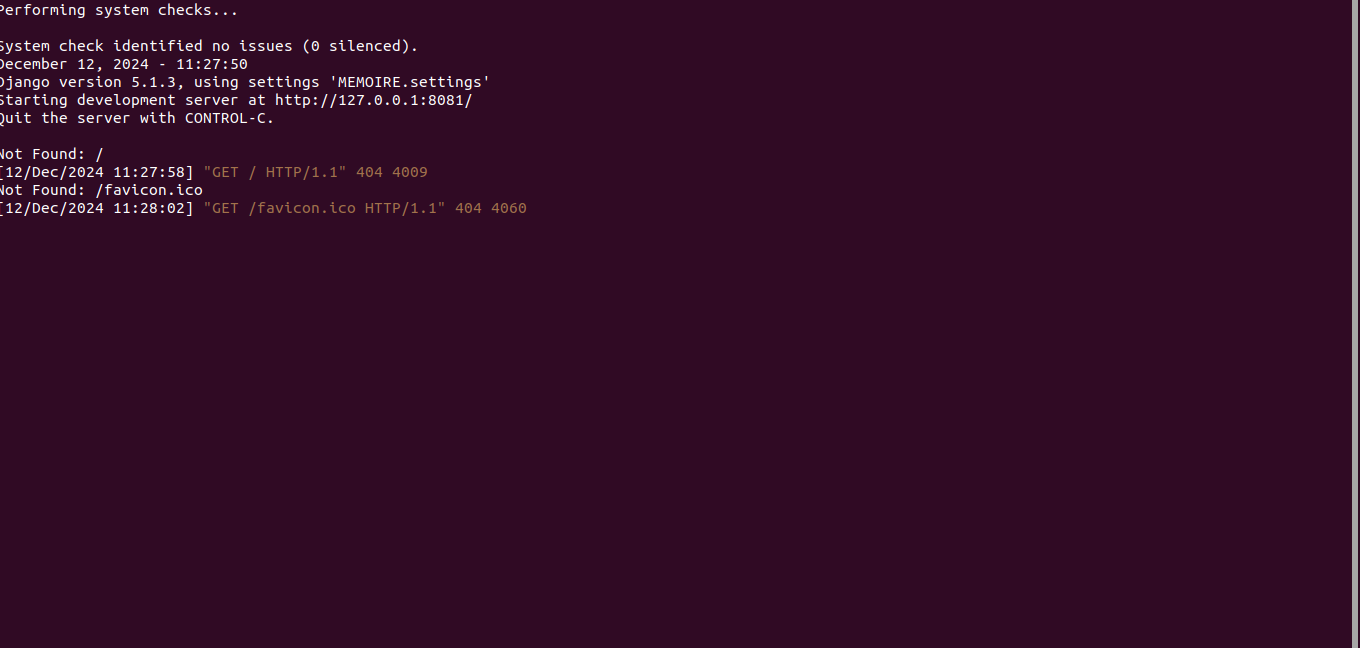 Performing system checks...
System check identified no issues (0 silenced).
December 12, 2024 - 11:27:50
Django version 5.1.3, using settings 'MEMOIRE.settings'
Starting development server at http://127.0.0.1:8081/
Quit the server with CONTROL-C.
Not Found: /
[12/Dec/2024 11:27:58] "GET / HTTP/1.1" 404 4009
Not Found: /favicon.ico
[12/Dec/2024 11:28:02] "GET /favicon.ico HTTP/1.1" 404 4060